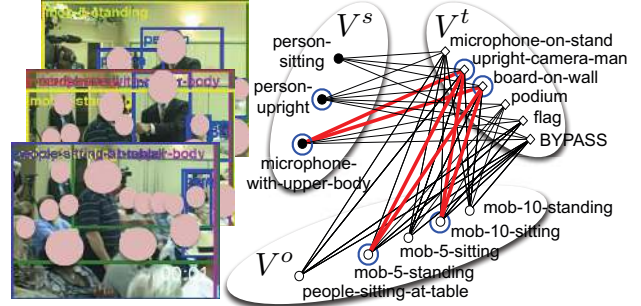 mob-5-standing
person
V^s
V^t
person-
sitting
microphone-on-stand
upright-camera-man
board-on-wall
podium
flag
BYPASS
person-
upright
microphone-
with-upper-body
people-sitting-at-table
mob-10-standing
mob-10-sitting
mob-5-sitting
mob-5-standing
people-sitting-at-table
V^o